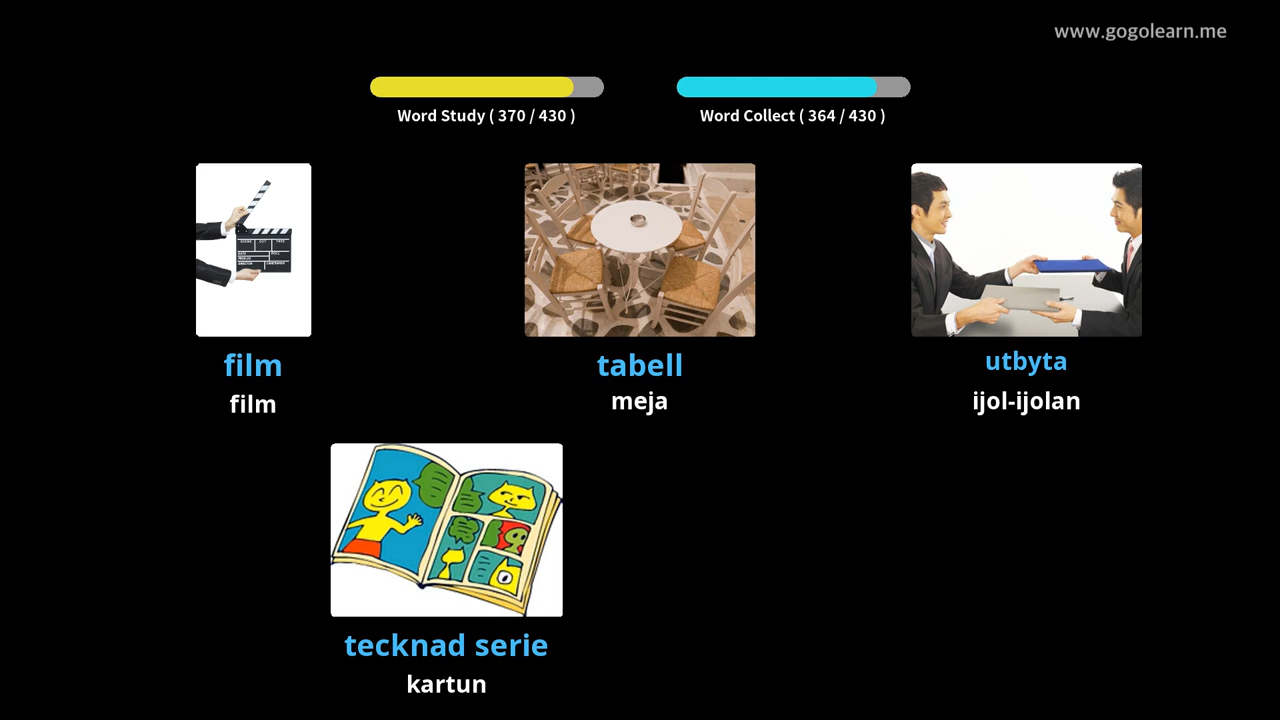 www.gogolearn.me
Word Study ( 370 / 430 )
Word Collect ( 364 / 430 )
film
film
tabell
meja
utbyta
ijol-ijolan
tecknad serie
kartun